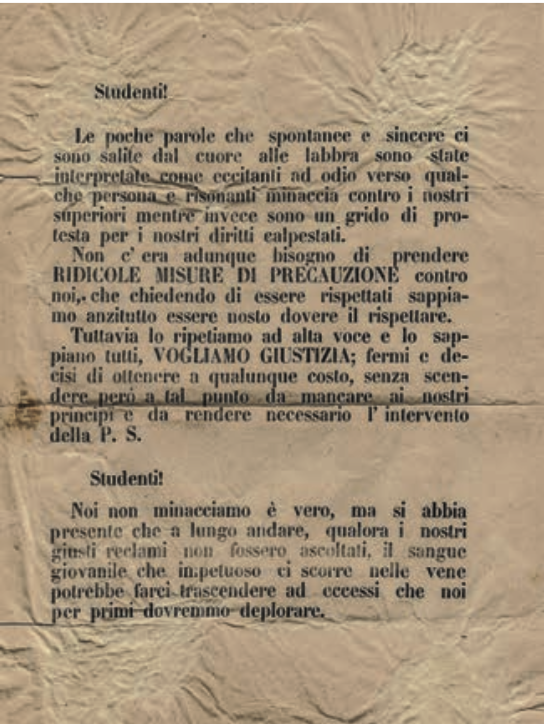 Studenti!
Le poche parole che spontanee e sincere ci
sono salite dal cuore alle labbra sono state
interpretate come eccitanti ad odio verso qual-
che persona e risonanti minaccia contro i nostri
superiori mentre invece sono un grido di pro-
testa per i nostri diritti calpestati.
Non c' era adunque bisogno di prendere
RIDICOLE MISURE DI PRECAUZIONE contro
noi, che chiedendo di essere rispettati sappia-
mo anzitutto essere nosto dovere il rispettare.
Tuttavia lo ripetiamo ad alta voce e lo sap-
piano tutti, VOGLIAMO GIUSTIZIA; fermi e de-
cisi di ottenere a qualunque costo, senza scen-
dere peró a tal punto da mancare ai nostri
principi e da rendere necessario l' intervento
della P. S.
Studenti!
Noi non minacciamo è vero, ma si abbia
presente che a lungo andare, qualora i nostri
giusti reclami non fossero ascoltati, il sangue
giovanile che impetuoso ci scorre nelle vene
potrebbe farci trascendere ad eccessi che noi
per primi dovremmo deplorare.